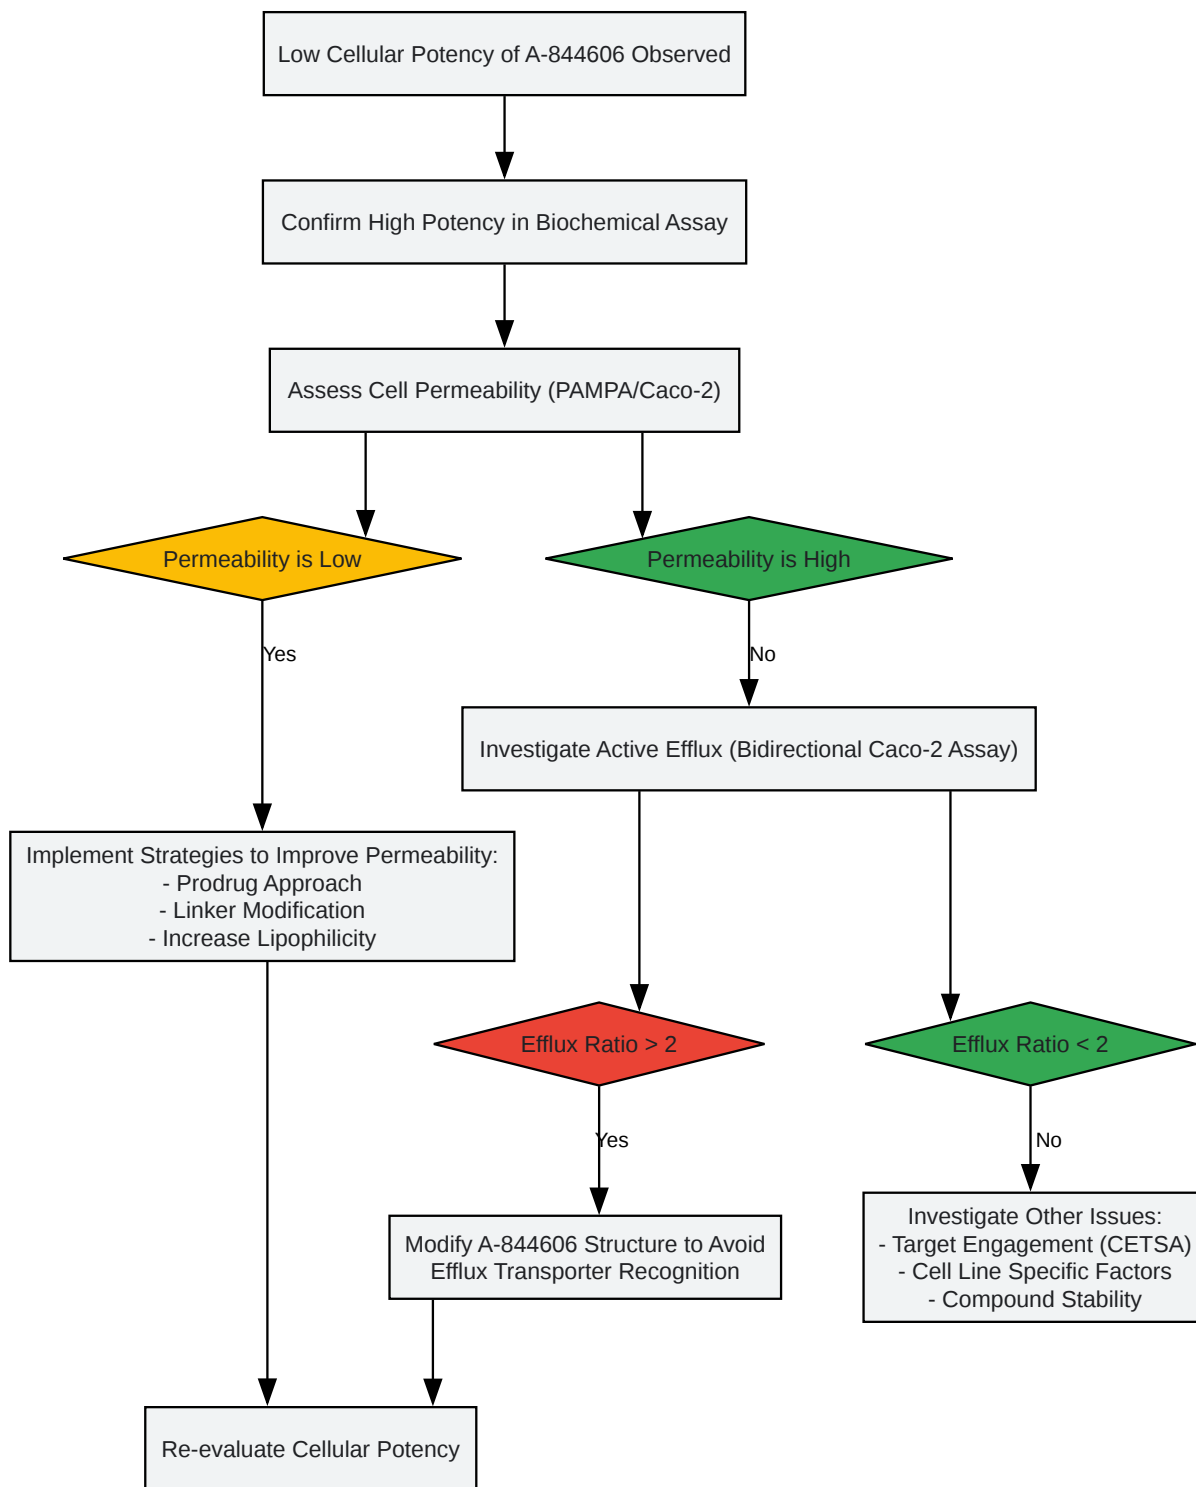 Low Cellular Potency of A-844606 Observed
Confirm High Potency in Biochemical Assay
Assess Cell Permeability (PAMPA/Caco-2)
Permeability is Low
Permeability is High
Yes
No
Investigate Active Efflux (Bidirectional Caco-2 Assay)
Implement Strategies to Improve Permeability:
- Prodrug Approach
- Linker Modification
- Increase Lipophilicity
Efflux Ratio > 2
Efflux Ratio < 2
Yes
No
Modify A-844606 Structure to Avoid
Efflux Transporter Recognition
Investigate Other Issues:
- Target Engagement (CETSA)
- Cell Line Specific Factors
- Compound Stability
Re-evaluate Cellular Potency